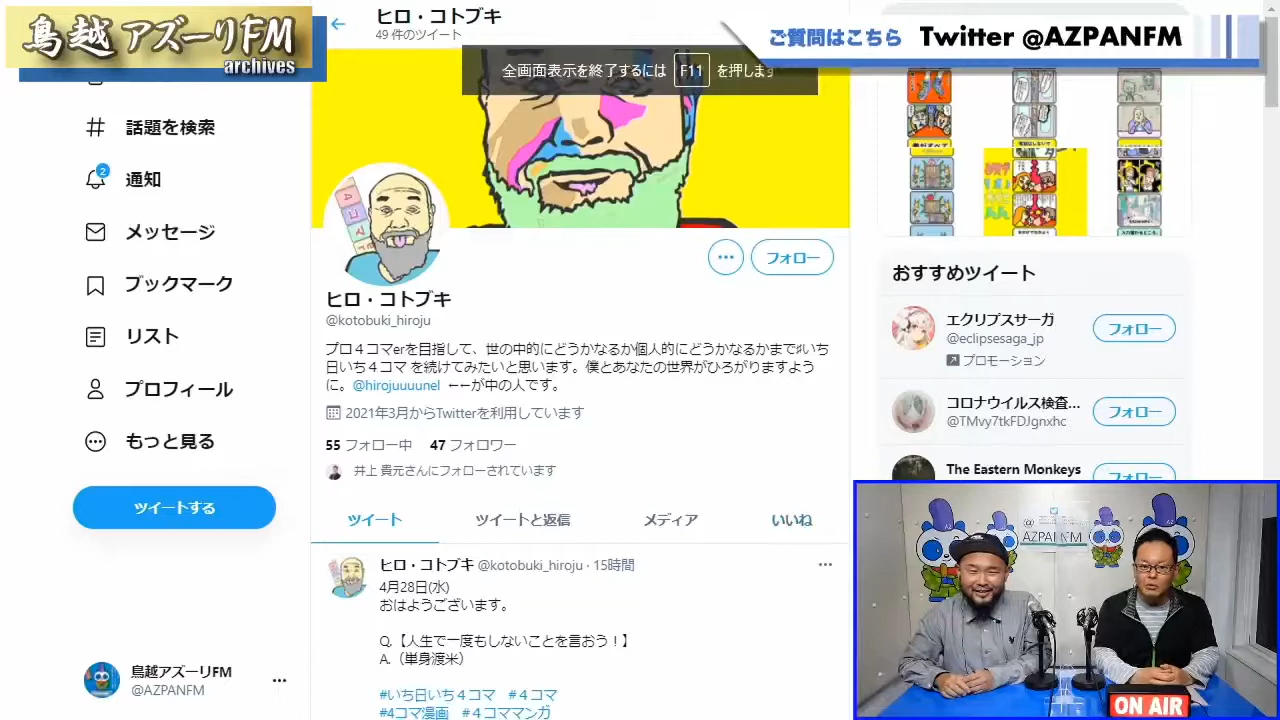 鳥越 アズーリFM
archives
ヒロ・コトブキ
49 件のツイート
ご質問はこちら Twitter @AZPANFM
全画面表示を終了するには F11 を押します
話題を検索
2
通知
メッセージ
ブックマーク
リスト
プロフィール
もっと見る
ツイートする
鳥越アズーリFM
@AZPANFM
フォロー
ヒロ・コトブキ
@kotobuki_hiroju
プロ４コマerを目指して、世の中的にどうかなるか個人的にどうかなるかまで#いち
日いち４コマ を続けてみたいと思います。僕とあなたの世界がひろがりますよう
に。@hirojuuuunel ←←が中の人です。
2021年3月からTwitterを利用しています
55 フォロー中 47 フォロワー
井上 貴元さんにフォローされています
ツイート ツイートと返信 メディア いいね
ヒロ・コトブキ @kotobuki_hiroju · 15時間
4月28日(水)
おはようございます。
Q.【人生で一度もしないことを言おう！】
A.（単身渡米）
#いち日いち４コマ #４コマ
#4コマ漫画 #４コママンガ
おすすめツイート
エクリプスサーガ
@eclipsesaga_jp
プロモーション
フォロー
コロナウイルス検査...
@TMvy7tkFDJgnxhc
フォロー
The Eastern Monkeys
フォロー
@
AZPAN FM
ON AIR